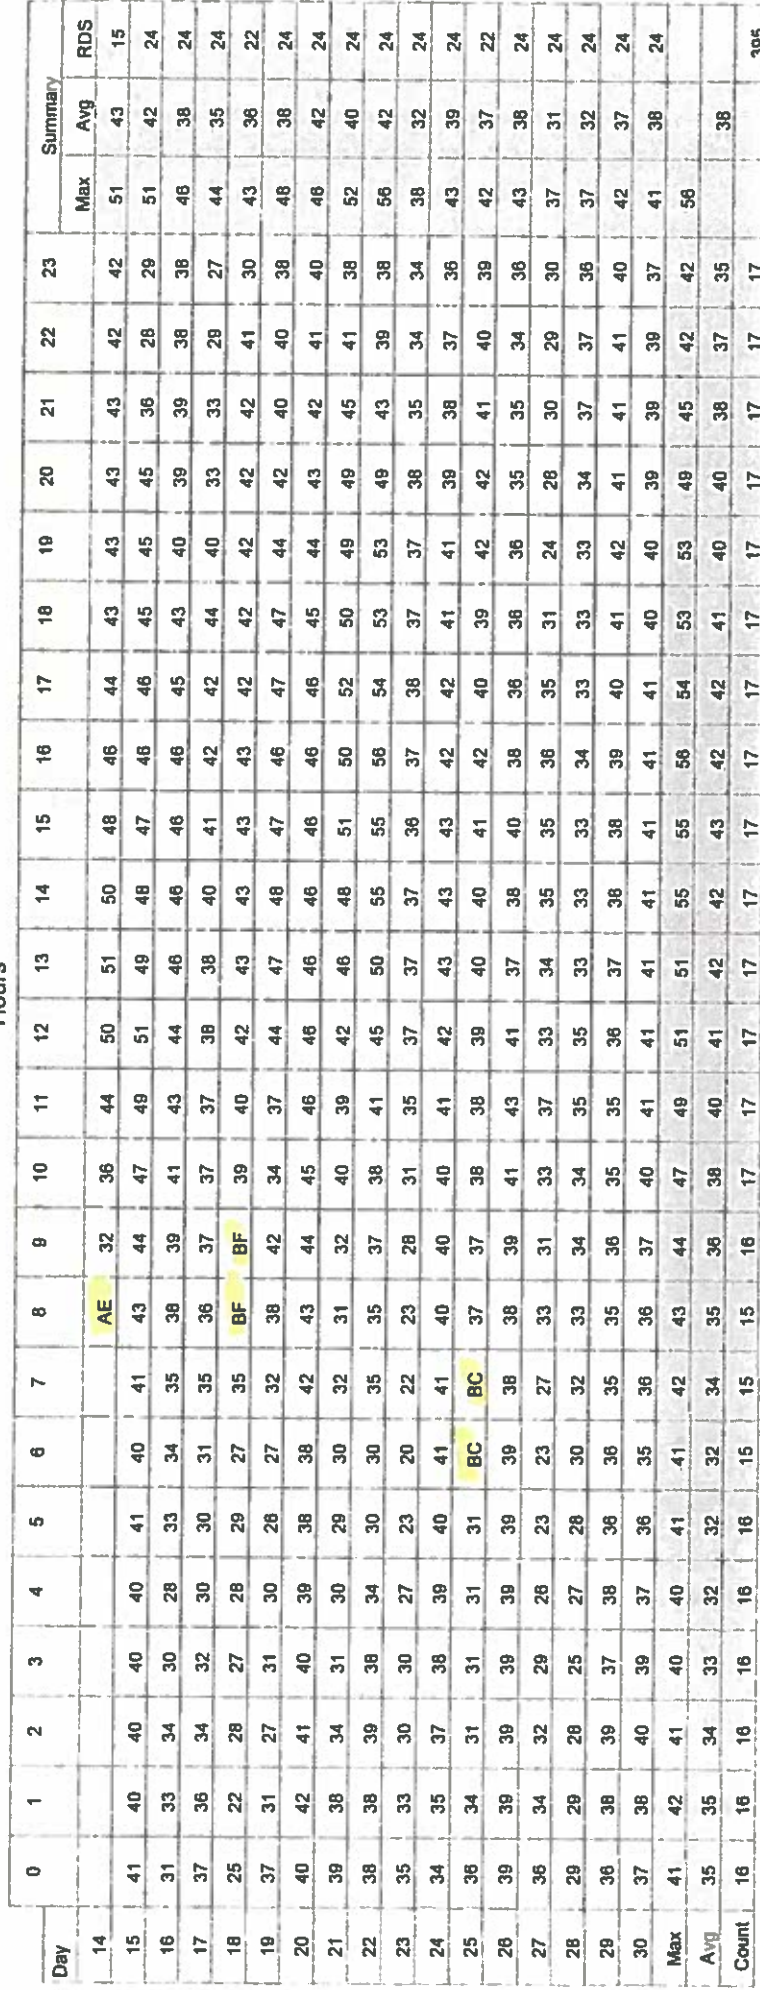 Hours
Summary
Day 0 1 2 3 4 5 6 7 8 9 10 11 12 13 14 15 16 17 18 19 20 21 22 23 Max Avg RDS
14 AE 32 36 44 50 51 50 48 46 44 43 43 43 43 42 42 51 43 15
15 41 40 40 40 40 41 40 41 43 44 47 49 51 49 48 47 46 46 45 45 45 36 28 29 51 42 24
16 31 33 34 30 28 33 34 35 38 39 41 43 44 46 46 46 46 45 43 40 39 39 38 38 46 38 24
17 37 36 34 32 30 30 31 35 36 37 37 37 38 38 40 41 42 42 44 40 33 33 29 27 44 35 24
18 25 22 28 27 28 29 27 35 BF BF 39 40 42 43 43 43 43 42 42 42 42 42 41 30 43 36 22
19 37 31 27 31 30 28 27 32 38 42 34 37 44 47 48 47 46 47 47 44 42 40 40 38 48 38 24
20 40 42 41 40 39 38 38 42 43 44 45 46 46 46 46 46 46 46 45 44 43 42 41 40 46 42 24
21 39 38 34 31 30 29 30 32 31 32 40 39 42 46 48 51 50 52 50 49 49 45 41 38 52 40 24
22 38 38 39 38 34 30 30 35 35 37 38 41 45 50 55 55 56 54 53 53 49 43 39 38 56 42 24
23 35 33 30 30 27 23 20 22 23 28 31 35 37 37 37 36 37 38 37 37 38 35 34 34 38 32 24
24 34 35 37 38 39 40 41 41 40 40 40 41 42 43 43 43 42 42 41 41 39 38 37 36 43 39 24
25 36 34 31 31 31 31 BC BC 37 37 38 38 39 40 40 41 42 40 39 42 42 41 40 39 42 37 22
26 39 39 39 39 39 39 39 38 38 39 41 43 41 37 38 40 38 36 36 36 35 35 34 36 43 38 24
27 36 34 32 29 26 23 23 27 33 31 33 37 33 34 35 35 36 35 31 24 28 30 29 30 37 31 24
28 29 29 28 25 27 28 30 32 33 34 34 35 35 33 33 33 34 33 33 33 34 37 37 36 37 32 24
29 36 38 39 37 38 36 36 35 35 36 35 35 36 37 38 38 39 40 41 42 41 41 41 40 42 37 24
30 37 38 40 39 37 36 35 36 36 37 40 41 41 41 41 41 41 41 40 40 39 39 39 37 41 38 24
Max 41 42 41 40 40 41 41 42 43 44 47 49 51 51 55 55 56 54 53 53 49 45 42 42 56
Avg 35 35 34 33 32 32 32 34 35 36 38 40 41 42 42 43 42 42 41 40 40 38 37 35 38
Count 16 16 16 16 16 16 15 15 15 16 17 17 17 17 17 17 17 17 17 17 17 17 17 17 395